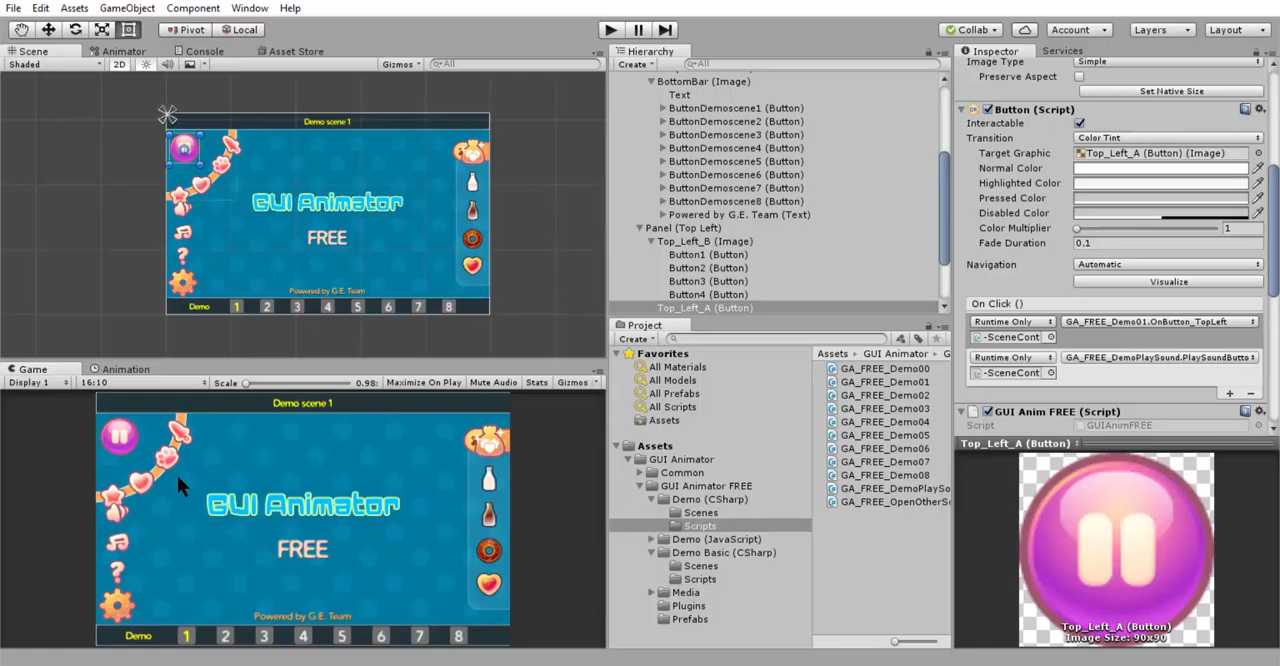 File Edit Assets GameObject Component Window Help
Pivot Local Collab Account Layers Layout
Scene Animator Console Asset Store
Shaded 2D Gizmos All
Demo scene 1
GUI Animator
FREE
Powered by G.E. Team
Demo 1 2 3 4 5 6 7 8
Game Animation
Display 1 16:10 Scale 0.98: Maximize On Play Mute Audio Stats Gizmos
Demo scene 1
GUI Animator
FREE
Powered by G.E. Team
Demo 1 2 3 4 5 6 7 8
Hierarchy
Create All
BottomBar (Image)
Text
ButtonDemoscene1 (Button)
ButtonDemoscene2 (Button)
ButtonDemoscene3 (Button)
ButtonDemoscene4 (Button)
ButtonDemoscene5 (Button)
ButtonDemoscene6 (Button)
ButtonDemoscene7 (Button)
ButtonDemoscene8 (Button)
Powered by G.E. Team (Text)
Panel (Top Left)
Top_Left_B (Image)
Button1 (Button)
Button2 (Button)
Button3 (Button)
Button4 (Button)
Top_Left_A (Button)
Project
Create
Favorites
All Materials
All Models
All Prefabs
All Scripts
Assets
Assets
GUI Animator
Common
GUI Animator FREE
Demo (CSharp)
Scenes
Scripts
Demo (JavaScript)
Demo Basic (CSharp)
Scenes
Scripts
Media
Plugins
Prefabs
Assets GUI Animator G
GA_FREE_Demo00
GA_FREE_Demo01
GA_FREE_Demo02
GA_FREE_Demo03
GA_FREE_Demo04
GA_FREE_Demo05
GA_FREE_Demo06
GA_FREE_Demo07
GA_FREE_Demo08
GA_FREE_DemoPlaySo
GA_FREE_OpenOtherS
Inspector Services
Image Type Simple
Preserve Aspect
Set Native Size
Button (Script)
Interactable
Transition Color Tint
Target Graphic Top_Left_A (Button) (Image)
Normal Color
Highlighted Color
Pressed Color
Disabled Color
Color Multiplier 1
Fade Duration 0.1
Navigation Automatic
Visualize
On Click ()
Runtime Only GA_FREE_Demo01.OnButton_TopLeft
-SceneCont
Runtime Only GA_FREE_DemoPlaySound.PlaySoundButto
-SceneCont
GUI Anim FREE (Script)
Script GUIAnimFREE
Top_Left_A (Button)
Top_Left_A (Button)
Image Size: 90x90